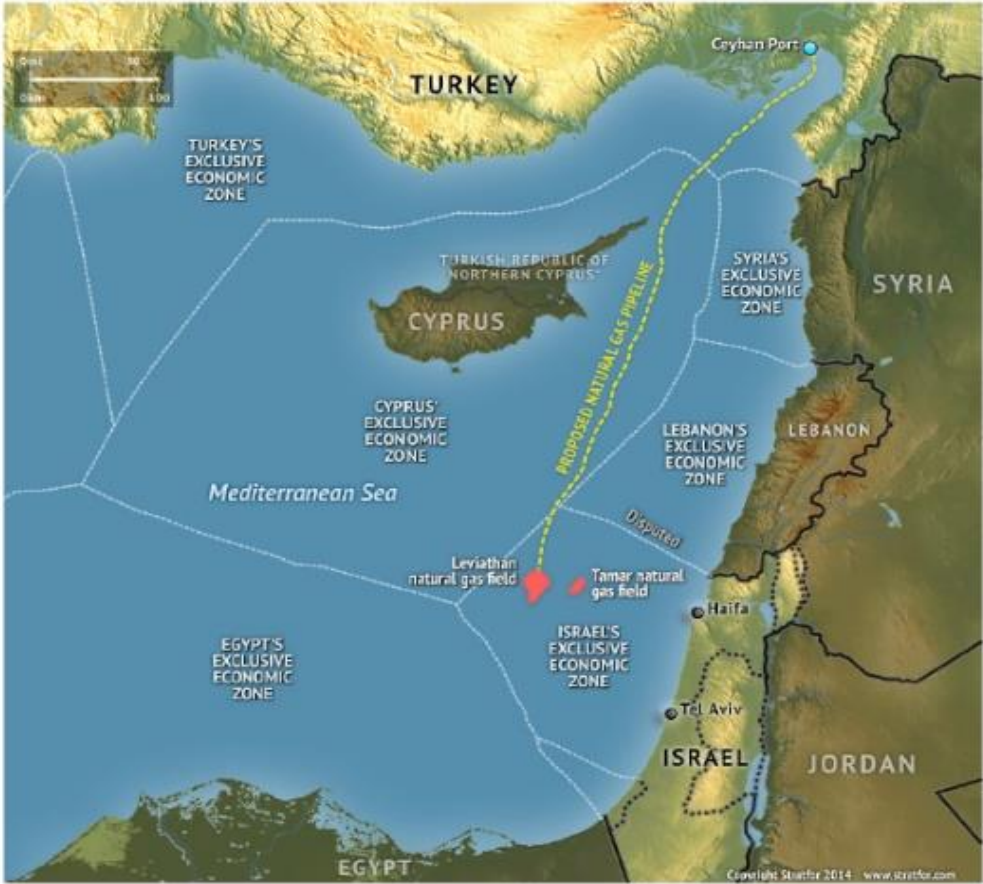 Ceyhan Port
80
100
TURKEY
TURKEY'S
EXCLUSIVE
ECONOMIC
ZONE
TURKISH REPUBLIC OF
NORTHERN CYPRUS
SYRIA'S
EXCLUSIVE
ECONOMIC
ZONE
SYRIA
CYPRUS
PROPOSED NATURAL GAS PIPELINE
CYPRUS'
EXCLUSIVE
ECONOMIC
ZONE
LEBANON'S
EXCLUSIVE
ECONOMIC
ZONE
LEBANON
Mediterranean Sea
Disputed
Leviathan
natural gas field
Tamar natural
gas field
Haifa
EGYPT'S
EXCLUSIVE
ECONOMIC
ZONE
ISRAEL'S
EXCLUSIVE
ECONOMIC
ZONE
Tel Aviv
ISRAEL
JORDAN
EGYPT
Copyright Stratfor 2014 www.stratfor.com